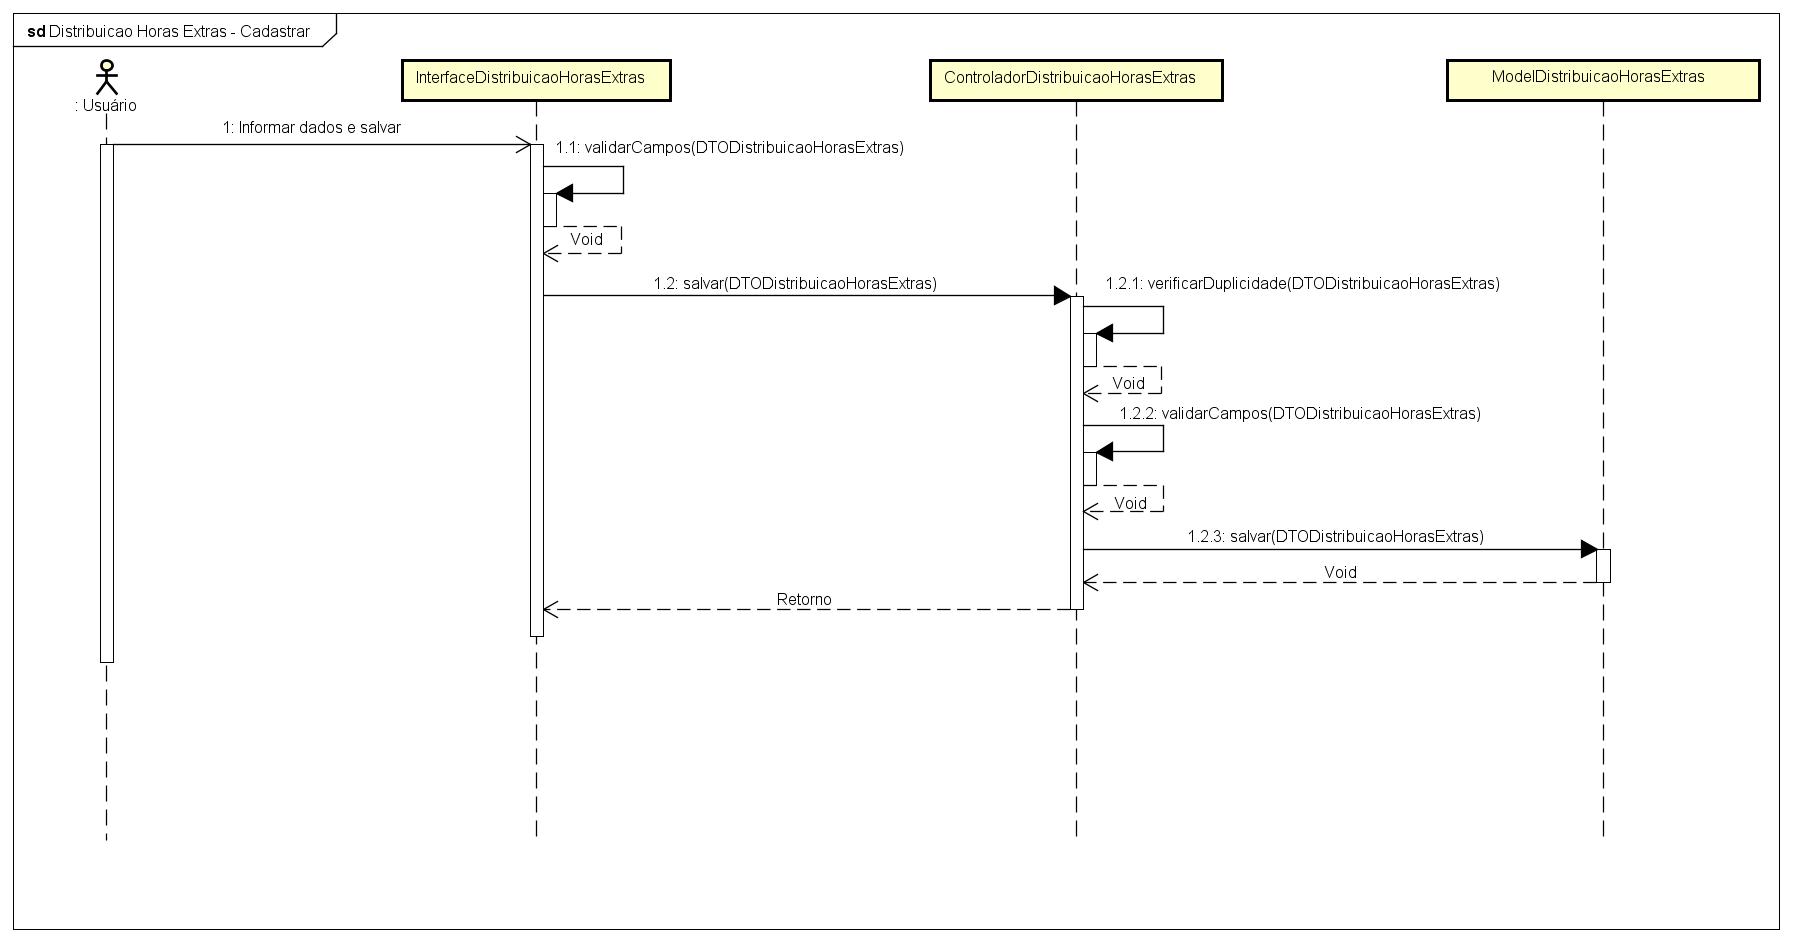 sd Distribuicao Horas Extras - Cadastrar
: Usuário
InterfaceDistribuicaoHorasExtras
ControladorDistribuicaoHorasExtras
ModelDistribuicaoHorasExtras
1: Informar dados e salvar
1.1: validarCampos(DTODistribuicaoHorasExtras)
Void
1.2: salvar(DTODistribuicaoHorasExtras)
1.2.1: verificarDuplicidade(DTODistribuicaoHorasExtras)
Void
1.2.2: validarCampos(DTODistribuicaoHorasExtras)
Void
1.2.3: salvar(DTODistribuicaoHorasExtras)
Void
Retorno